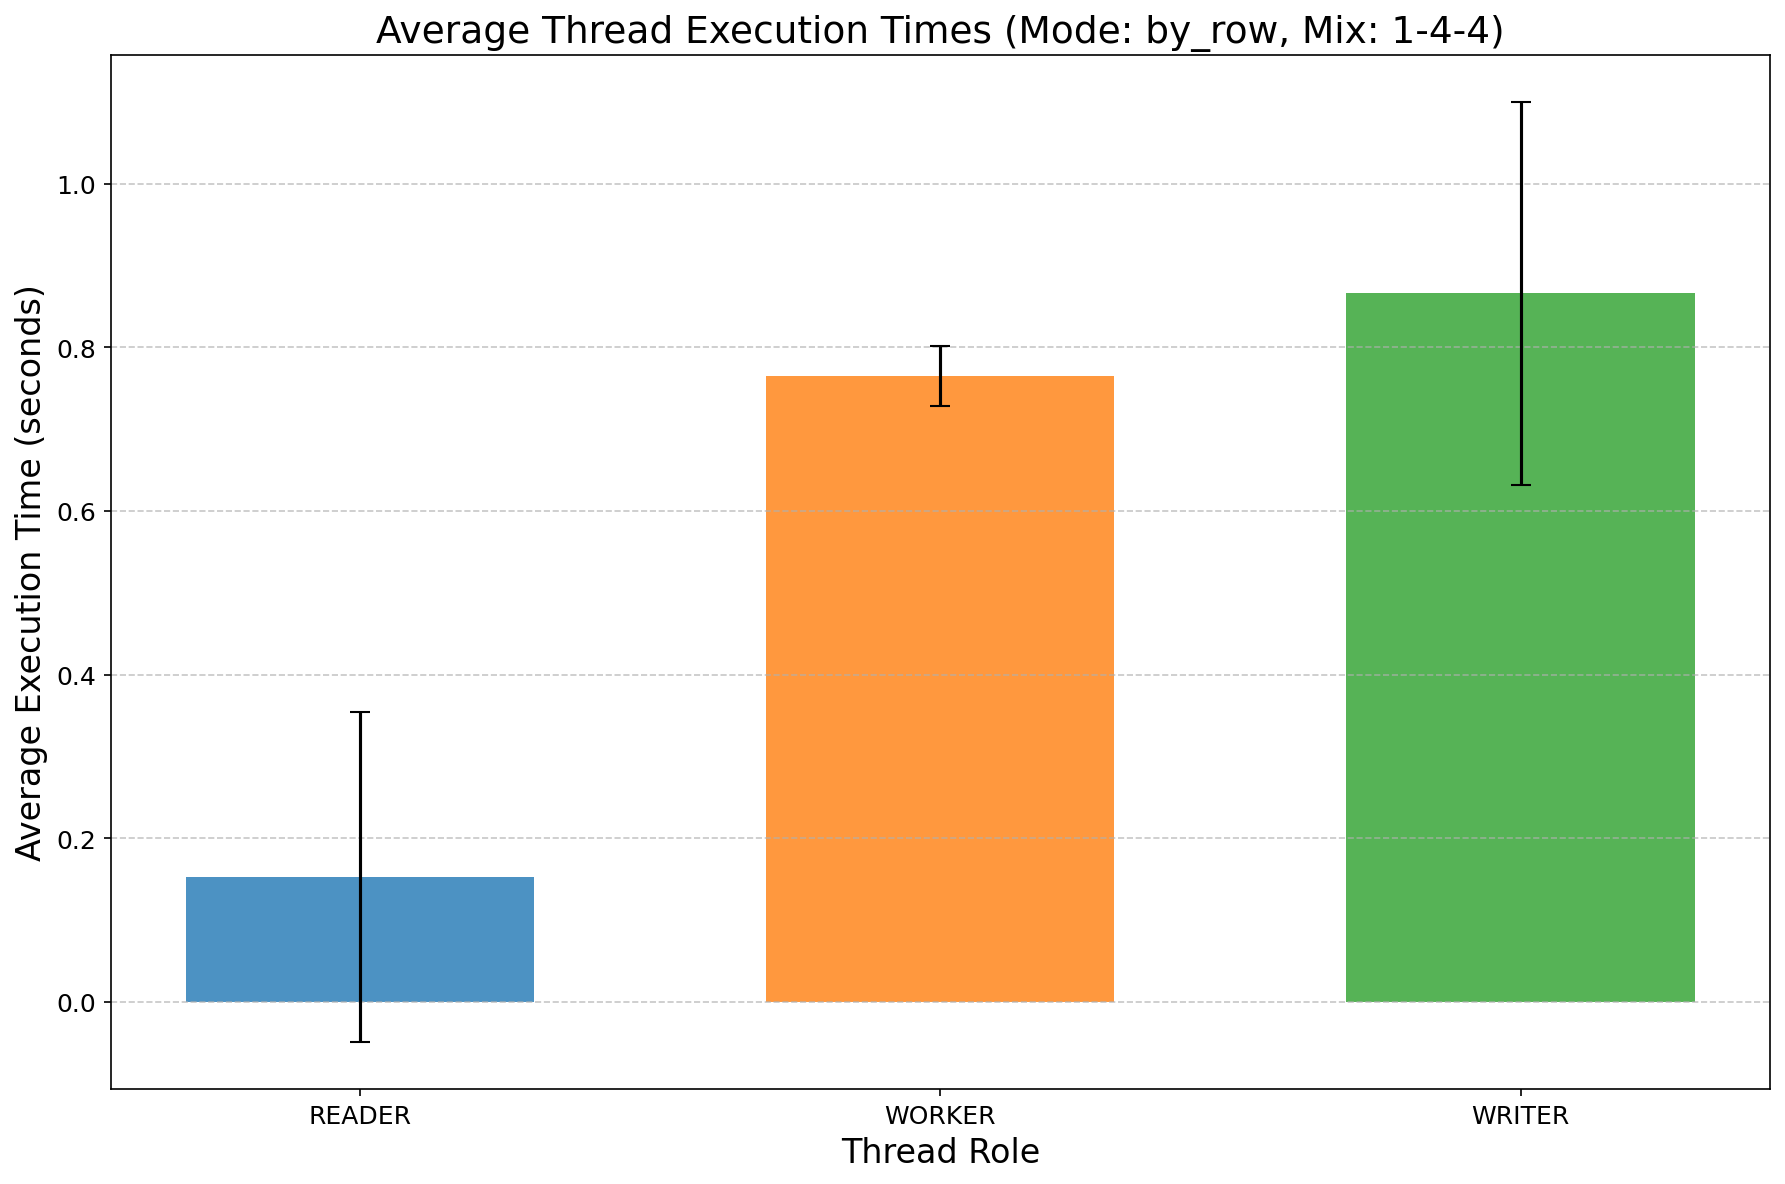 Average Thread Execution Times (Mode: by_row, Mix: 1-4-4)
Average Execution Time (seconds)
1.0
0.8
0.6
0.4
0.2
0.0
READER
WORKER
WRITER
Thread Role